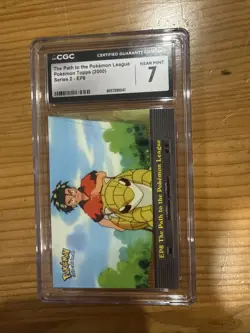 CGC
CERTIFIED GUARANTY COMPANY
The Path to the Pokémon League
Pokémon Topps (2000)
Series 2 - EP8
NEAR MINT
7
Pokémon
EP8 The Path to the Pokémon League